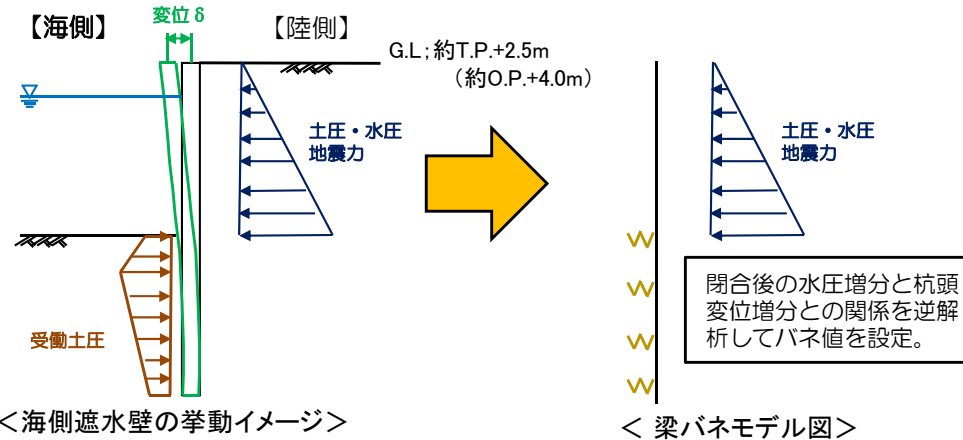 【海側】
変位δ
【陸側】
G.L;約T.P.+2.5m
（約O.P.+4.0m）
土圧・水圧
地震力
受働土圧
＜海側遮水壁の挙動イメージ＞
土圧・水圧
地震力
閉合後の水圧増分と杭頭
変位増分との関係を逆解
析してバネ値を設定。
＜ 梁バネモデル図＞